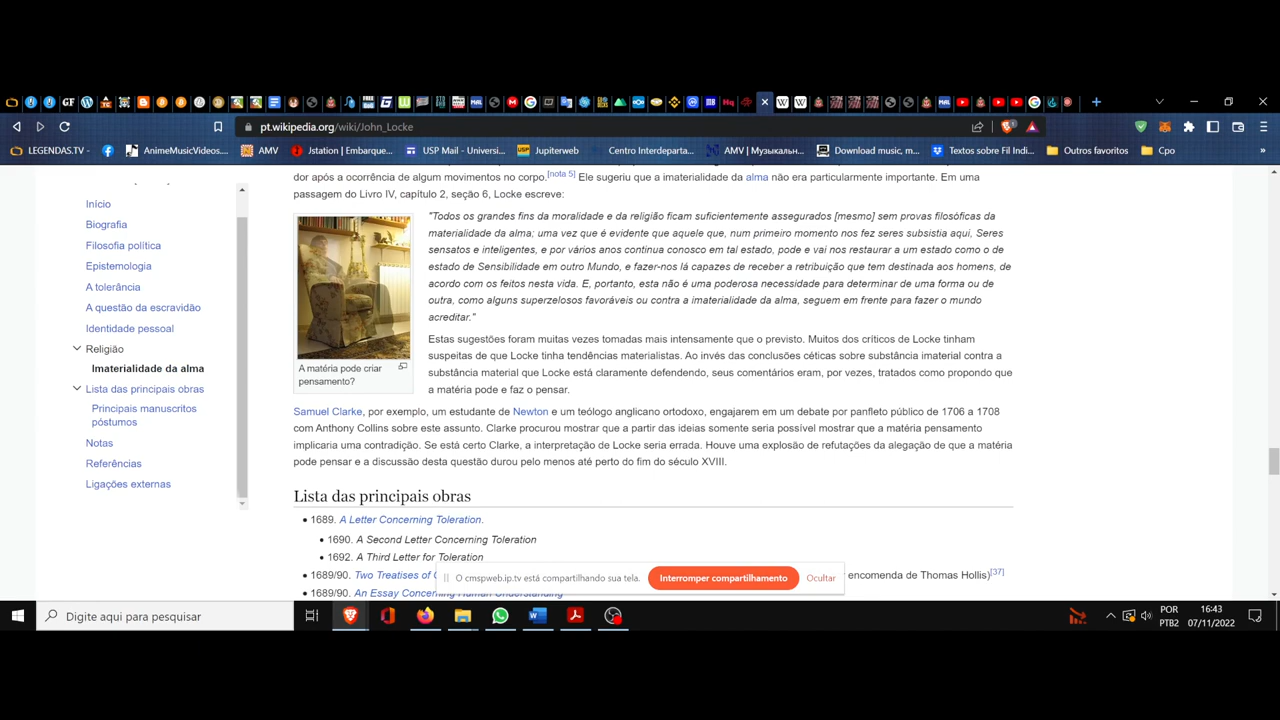 pt.wikipedia.org/wiki/John_Locke
LEGENDAS.TV - AnimeMusicVideos... AMV Jstation | Embarque... USP Mail - Universi... Jupiterweb Centro Interdeparta... AMV | Музыкальн... Download music, m... Textos sobre Fil Indi... Outros favoritos Cpo »
dor após a ocorrência de algum movimentos no corpo.[nota 5] Ele sugeriu que a imaterialidade da alma não era particularmente importante. Em uma
passagem do Livro IV, capítulo 2, seção 6, Locke escreve:
Início
Biografia
Filosofia política
Epistemologia
A tolerância
A questão da escravidão
Identidade pessoal
Religião
Imaterialidade da alma
Lista das principais obras
Principais manuscritos
póstumos
Notas
Referências
Ligações externas
"Todos os grandes fins da moralidade e da religião ficam suficientemente assegurados [mesmo] sem provas filosóficas da
materialidade da alma; uma vez que é evidente que aquele que, num primeiro momento nos fez seres subsistia aqui, Seres
sensatos e inteligentes, e por vários anos continua conosco em tal estado, pode e vai nos restaurar a um estado como o de
estado de Sensibilidade em outro Mundo, e fazer-nos lá capazes de receber a retribuição que tem destinada aos homens, de
acordo com os feitos nesta vida. E, portanto, esta não é uma poderosa necessidade para determinar de uma forma ou de
outra, como alguns superzelosos favoráveis ou contra a imaterialidade da alma, seguem em frente para fazer o mundo
acreditar."
A matéria pode criar
pensamento?
Estas sugestões foram muitas vezes tomadas mais intensamente que o previsto. Muitos dos críticos de Locke tinham
suspeitas de que Locke tinha tendências materialistas. Ao invés das conclusões céticas sobre substância imaterial contra a
substância material que Locke está claramente defendendo, seus comentários eram, por vezes, tratados como propondo que
a matéria pode e faz o pensar.
Samuel Clarke, por exemplo, um estudante de Newton e um teólogo anglicano ortodoxo, engajarem em um debate por panfleto público de 1706 a 1708
com Anthony Collins sobre este assunto. Clarke procurou mostrar que a partir das ideias somente seria possível mostrar que a matéria pensamento
implicaria uma contradição. Se está certo Clarke, a interpretação de Locke seria errada. Houve uma explosão de refutações da alegação de que a matéria
pode pensar e a discussão desta questão durou pelo menos até perto do fim do século XVIII.
Lista das principais obras
• 1689. A Letter Concerning Toleration.
• 1690. A Second Letter Concerning Toleration
• 1692. A Third Letter for Toleration
• 1689/90. Two Treatises of encomenda de Thomas Hollis)[37]
• 1689/90. An Essay Concerning Human Understanding
O cmspweb.ip.tv está compartilhando sua tela. Interromper compartilhamento Ocultar
Digite aqui para pesquisar
POR
PTB2
16:43
07/11/2022